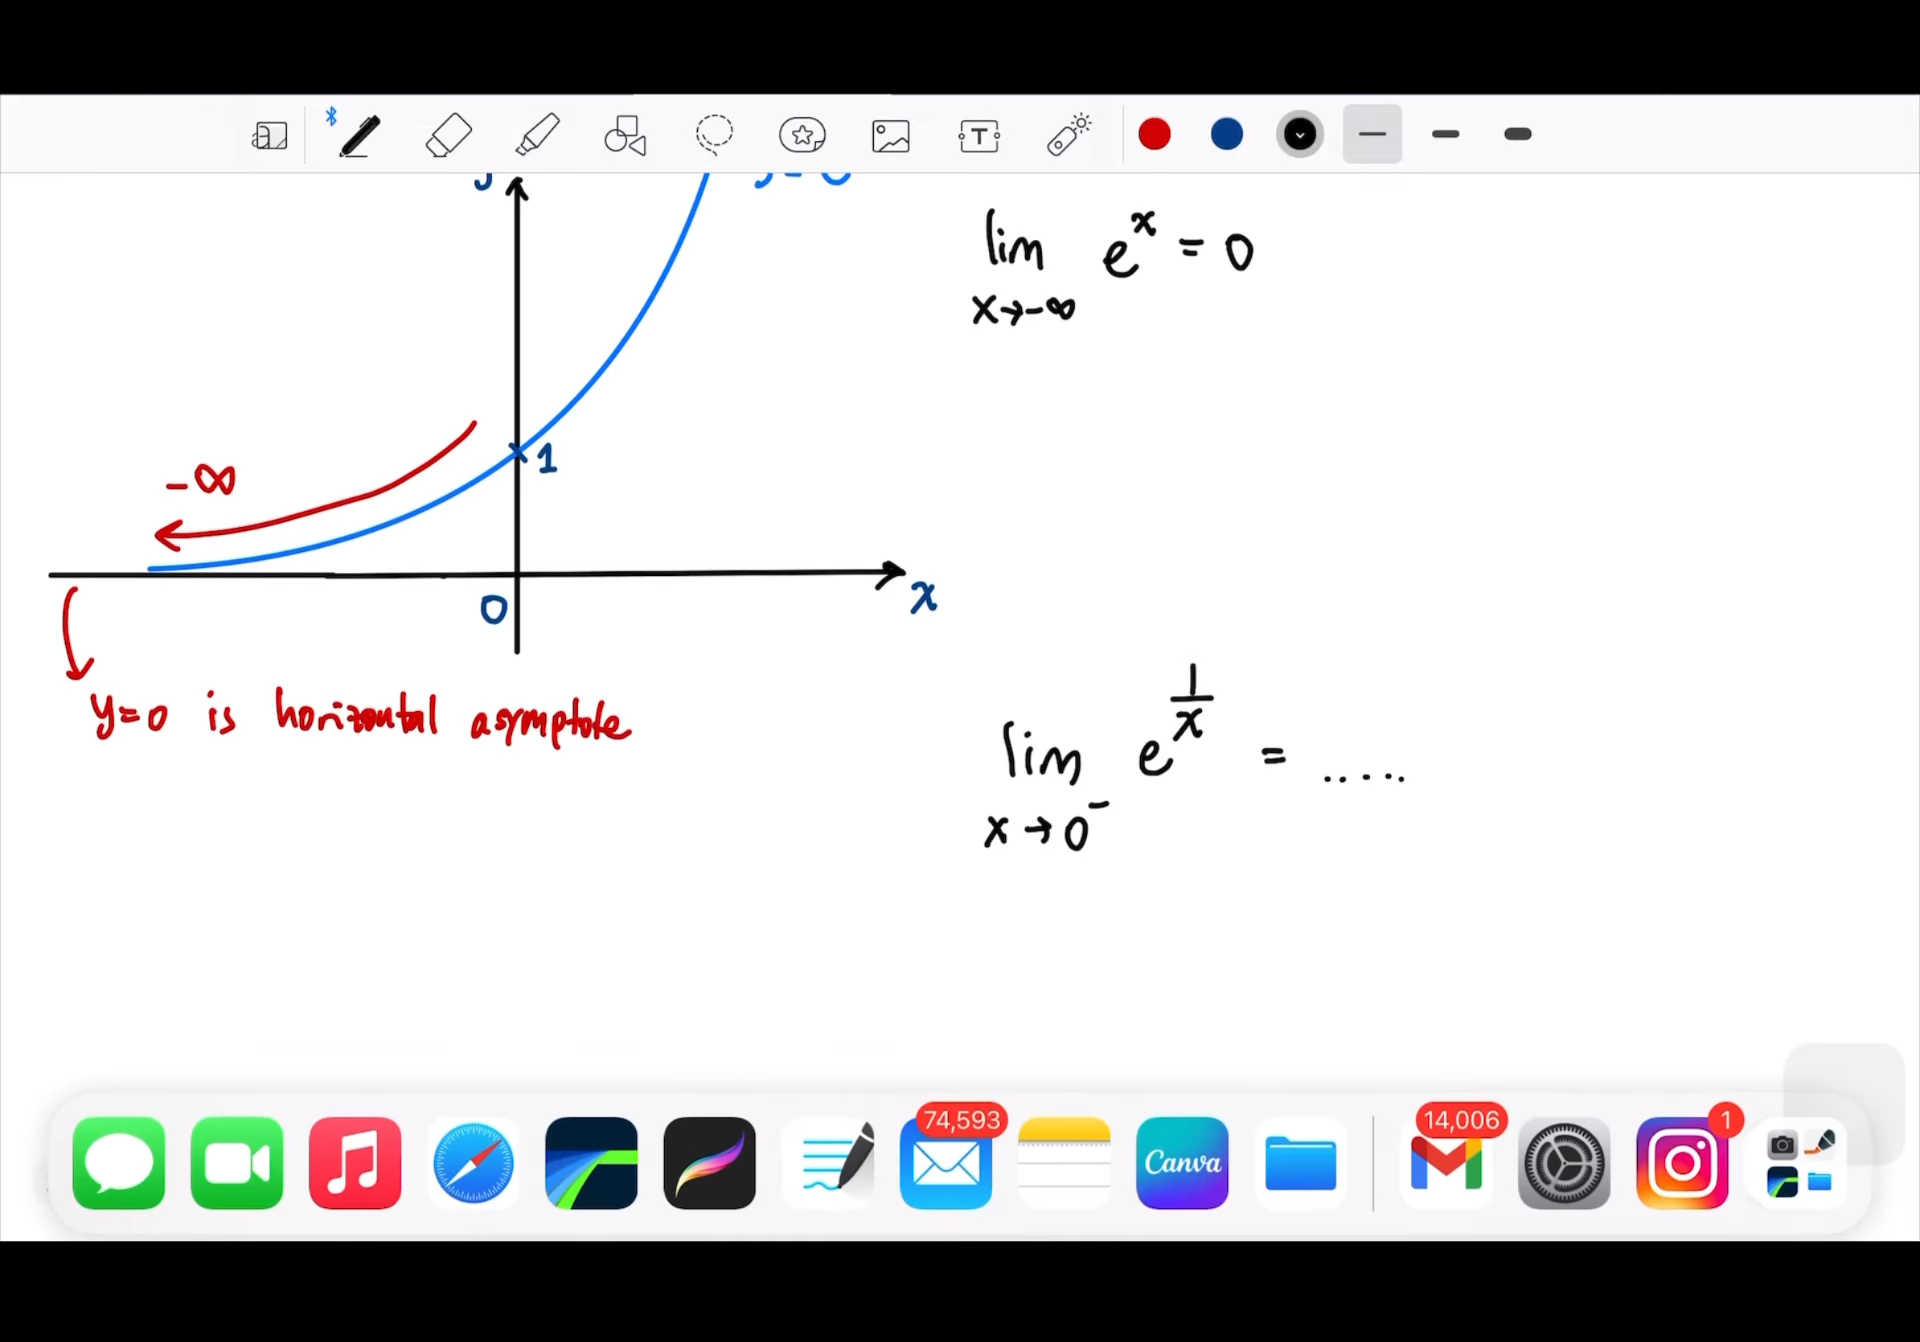 lim e^x = 0
x→-∞
-∞
1
0
x
y=0 is horizontal asymptote
lim e^(1/x) = .....
x→0⁻
74,593
14,006
1
Canva
T